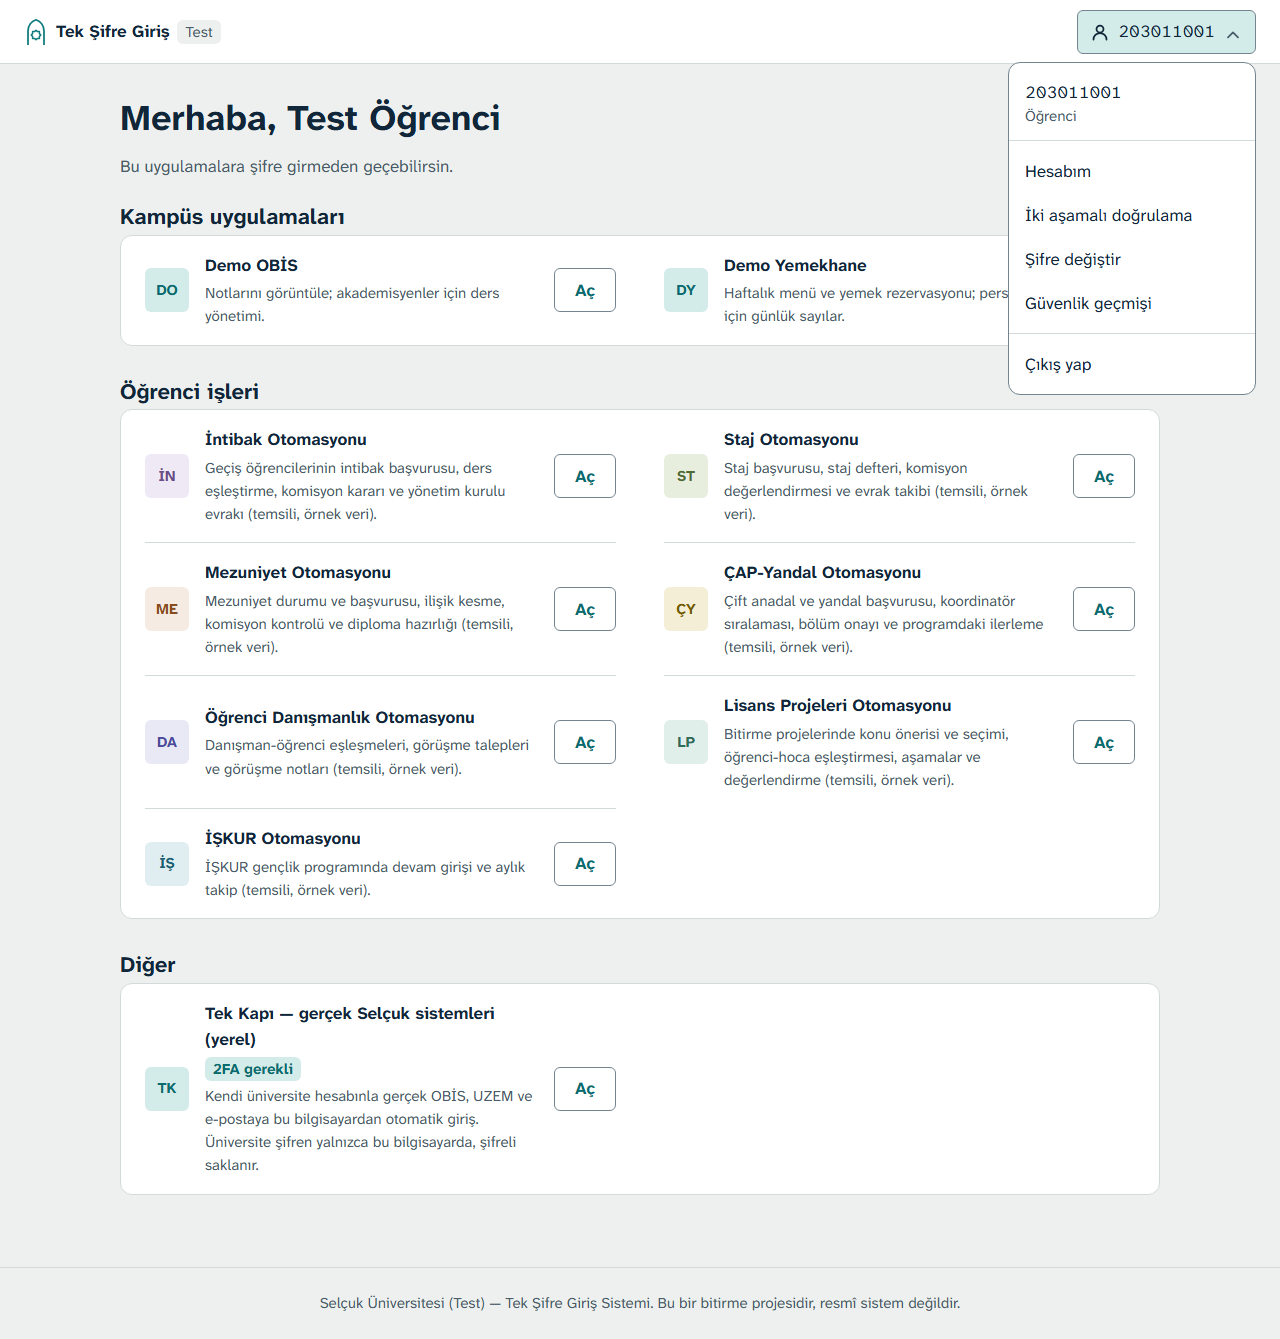 Tek Şifre Giriş Test
203011001
203011001
Öğrenci
Hesabım
İki aşamalı doğrulama
Şifre değiştir
Güvenlik geçmişi
Çıkış yap
Merhaba, Test Öğrenci
Bu uygulamalara şifre girmeden geçebilirsin.
Kampüs uygulamaları
DO
Demo OBİS
Notlarını görüntüle; akademisyenler için ders
yönetimi.
Aç
DY
Demo Yemekhane
Haftalık menü ve yemek rezervasyonu; pers
için günlük sayılar.
Öğrenci işleri
İN
İntibak Otomasyonu
Geçiş öğrencilerinin intibak başvurusu, ders
eşleştirme, komisyon kararı ve yönetim kurulu
evrakı (temsili, örnek veri).
Aç
ST
Staj Otomasyonu
Staj başvurusu, staj defteri, komisyon
değerlendirmesi ve evrak takibi (temsili, örnek
veri).
Aç
ME
Mezuniyet Otomasyonu
Mezuniyet durumu ve başvurusu, ilişik kesme,
komisyon kontrolü ve diploma hazırlığı (temsili,
örnek veri).
Aç
ÇY
ÇAP-Yandal Otomasyonu
Çift anadal ve yandal başvurusu, koordinatör
sıralaması, bölüm onayı ve programdaki ilerleme
(temsili, örnek veri).
Aç
DA
Öğrenci Danışmanlık Otomasyonu
Danışman-öğrenci eşleşmeleri, görüşme talepleri
ve görüşme notları (temsili, örnek veri).
Aç
LP
Lisans Projeleri Otomasyonu
Bitirme projelerinde konu önerisi ve seçimi,
öğrenci-hoca eşleştirmesi, aşamalar ve
değerlendirme (temsili, örnek veri).
Aç
İŞ
İŞKUR Otomasyonu
İŞKUR gençlik programında devam girişi ve aylık
takip (temsili, örnek veri).
Aç
Diğer
TK
Tek Kapı — gerçek Selçuk sistemleri
(yerel)
2FA gerekli
Kendi üniversite hesabınla gerçek OBİS, UZEM ve
e-postaya bu bilgisayardan otomatik giriş.
Üniversite şifren yalnızca bu bilgisayarda, şifreli
saklanır.
Aç
Selçuk Üniversitesi (Test) — Tek Şifre Giriş Sistemi. Bu bir bitirme projesidir, resmî sistem değildir.